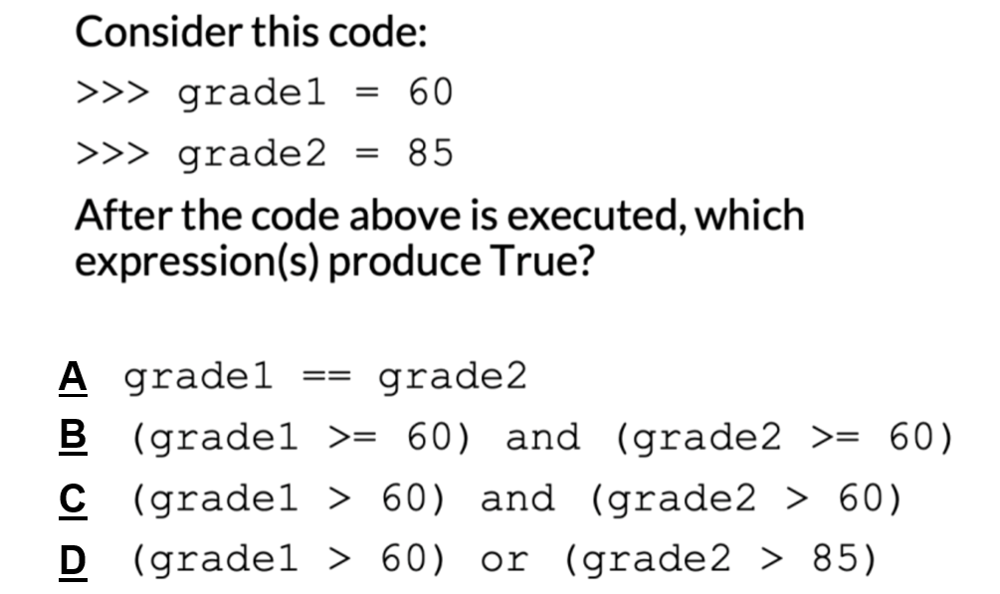 Consider this code:
>>> grade1 = 60
>>> grade2 = 85
After the code above is executed, which
expression(s) produce True?
A grade1 == grade2
B (grade1 >= 60) and (grade2 >= 60)
C (grade1 > 60) and (grade2 > 60)
D (grade1 > 60) or (grade2 > 85)